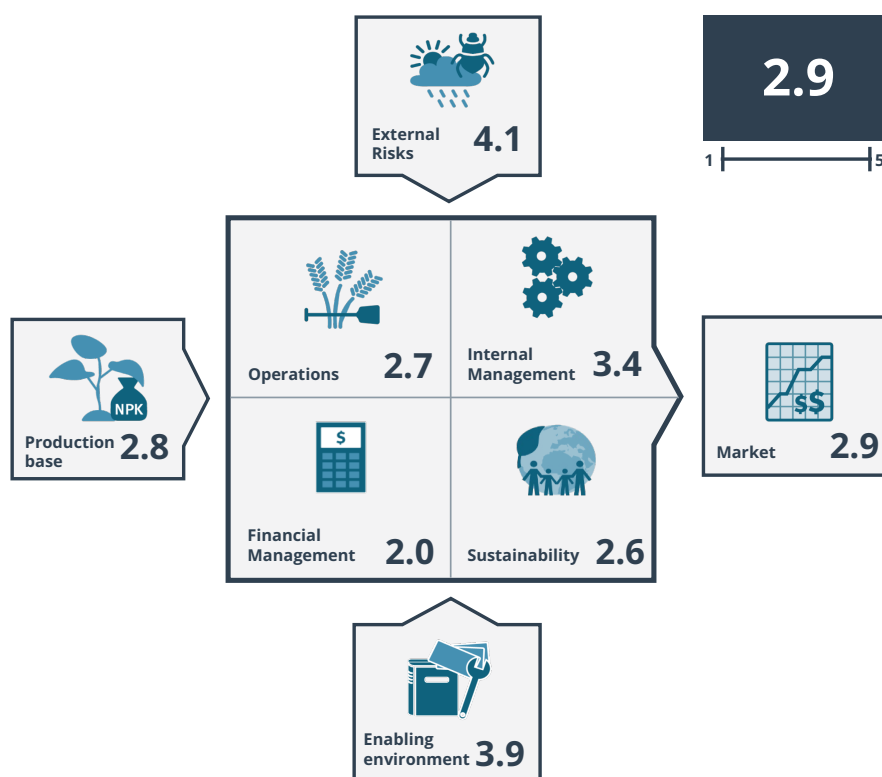 External
Risks
4.1
2.9
1
5
Operations
2.7
Internal
Management
3.4
NPK
Production
base
2.8
$
Financial
Management
2.0
Sustainability
2.6
$$
Market
2.9
Enabling
environment
3.9